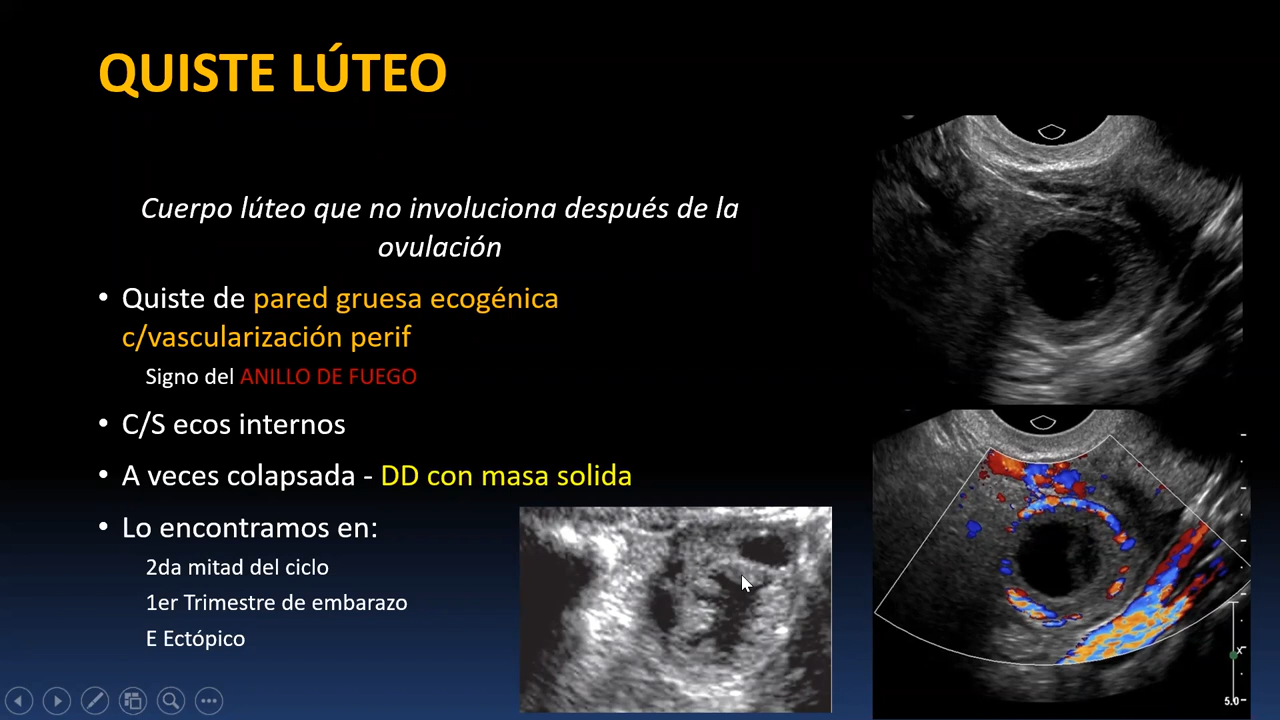 QUISTE LÚTEO
Cuerpo lúteo que no involuciona después de la
ovulación
• Quiste de pared gruesa ecogénica
c/vascularización perif
Signo del ANILLO DE FUEGO
• C/S ecos internos
• A veces colapsada - DD con masa solida
• Lo encontramos en:
2da mitad del ciclo
1er Trimestre de embarazo
E Ectópico
x
5.0